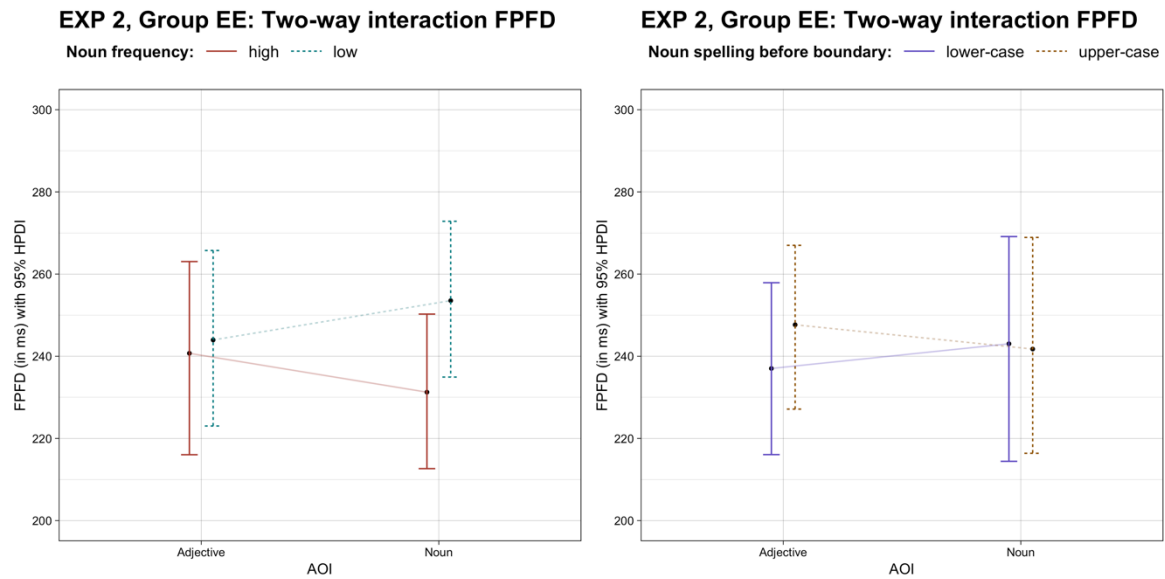 EXP 2, Group EE: Two-way interaction FPFD
Noun frequency: high low
FPFD (in ms) with 95% HPDI
300
280
260
240
220
200
Adjective Noun
AOI
EXP 2, Group EE: Two-way interaction FPFD
Noun spelling before boundary: lower-case upper-case
FPFD (in ms) with 95% HPDI
300
280
260
240
220
200
Adjective Noun
AOI